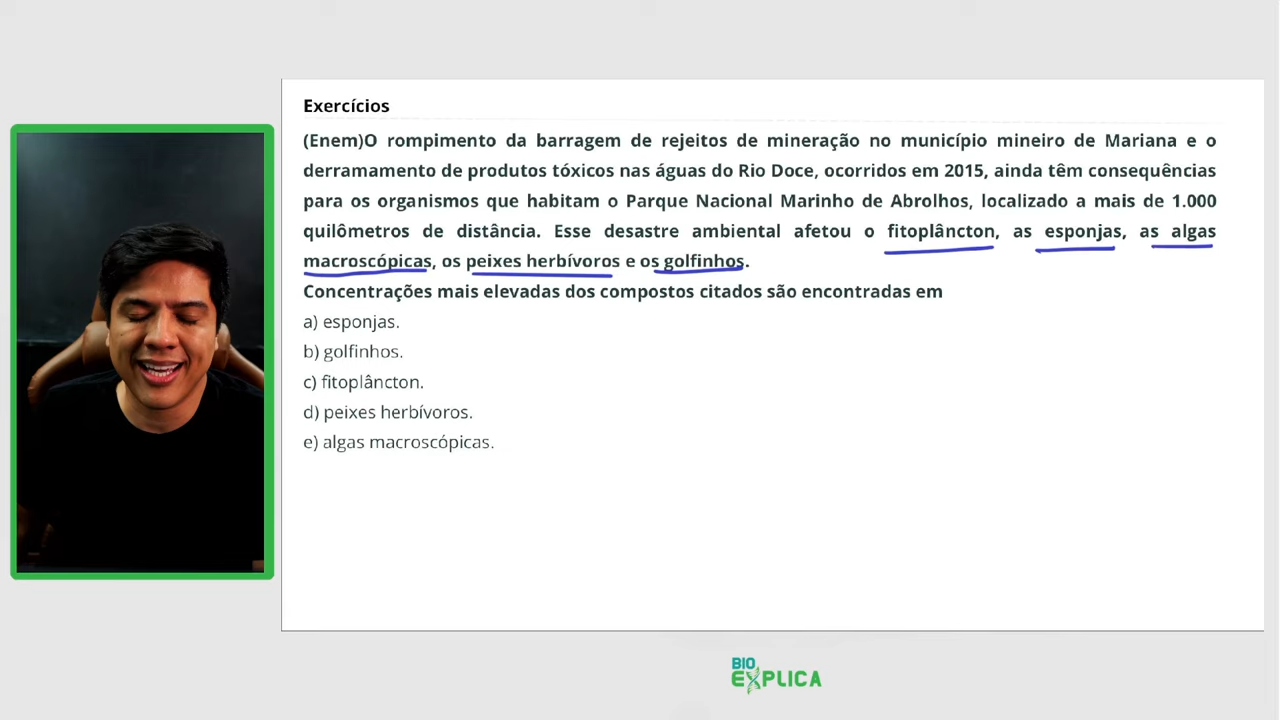 Exercícios
(Enem)O rompimento da barragem de rejeitos de mineração no município mineiro de Mariana e o
derramamento de produtos tóxicos nas águas do Rio Doce, ocorridos em 2015, ainda têm consequências
para os organismos que habitam o Parque Nacional Marinho de Abrolhos, localizado a mais de 1.000
quilômetros de distância. Esse desastre ambiental afetou o fitoplâncton, as esponjas, as algas
macroscópicas, os peixes herbívoros e os golfinhos.
Concentrações mais elevadas dos compostos citados são encontradas em
a) esponjas.
b) golfinhos.
c) fitoplâncton.
d) peixes herbívoros.
e) algas macroscópicas.
BIO
EXPLICA